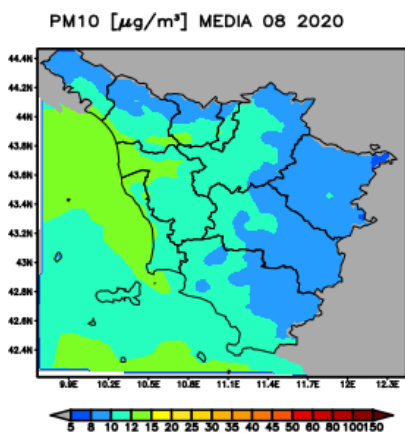 PM10 [μg/m³] MEDIA 08 2020
44.4N
44.2N
44N
43.8N
43.6N
43.4N
43.2N
43N
42.8N
42.6N
42.4N
9.9E 10.2E 10.5E 10.8E 11.1E 11.4E 11.7E 12E 12.3E
5 8 10 12 15 20 25 30 40 50 60 80 100 150